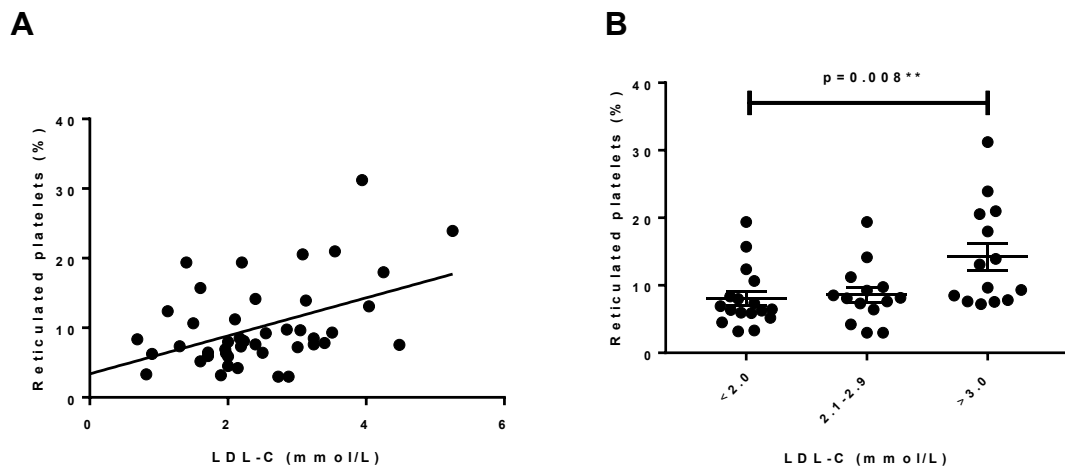 A
Reticulated platelets (%)
40
30
20
10
0
0 2 4 6
LDL-C (mmol/L)
B
p=0.008**
Reticulated platelets (%)
40
30
20
10
0
<2.0
2.1-2.9
>3.0
LDL-C (mmol/L)